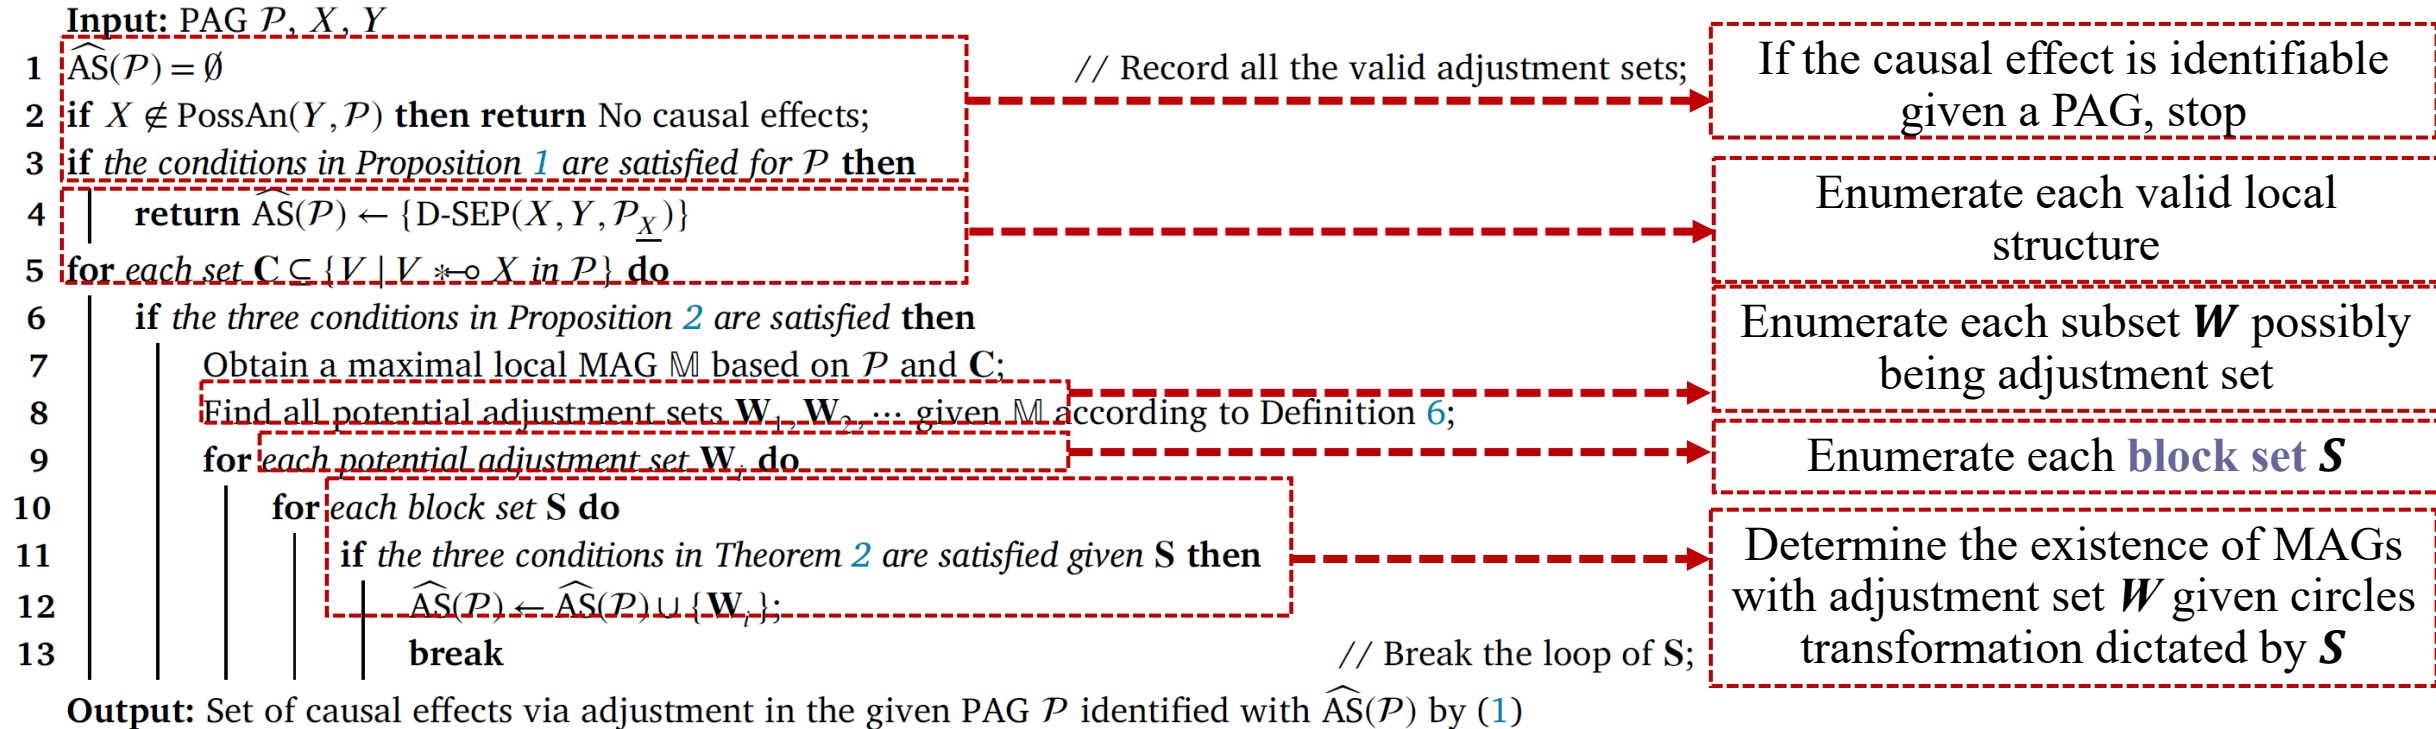 Input: PAG 𝒫, X, Y
1 ÂS(𝒫) = ∅ // Record all the valid adjustment sets;
2 if X ∉ PossAn(Y, 𝒫) then return No causal effects;
3 if the conditions in Proposition 1 are satisfied for 𝒫 then
4 return ÂS(𝒫) ← {D-SEP(X, Y, 𝒫_X̲)}
5 for each set C ⊆ {V | V ∗←∘ X in 𝒫} do
6 if the three conditions in Proposition 2 are satisfied then
7 Obtain a maximal local MAG 𝕄 based on 𝒫 and C;
8 Find all potential adjustment sets W₁, W₂, ⋯ given 𝕄 according to Definition 6;
9 for each potential adjustment set Wᵢ do
10 for each block set S do
11 if the three conditions in Theorem 2 are satisfied given S then
12 ÂS(𝒫) ← ÂS(𝒫) ∪ {Wᵢ};
13 break // Break the loop of S;
Output: Set of causal effects via adjustment in the given PAG 𝒫 identified with ÂS(𝒫) by (1)
If the causal effect is identifiable
given a PAG, stop
Enumerate each valid local
structure
Enumerate each subset W possibly
being adjustment set
Enumerate each block set S
Determine the existence of MAGs
with adjustment set W given circles
transformation dictated by S